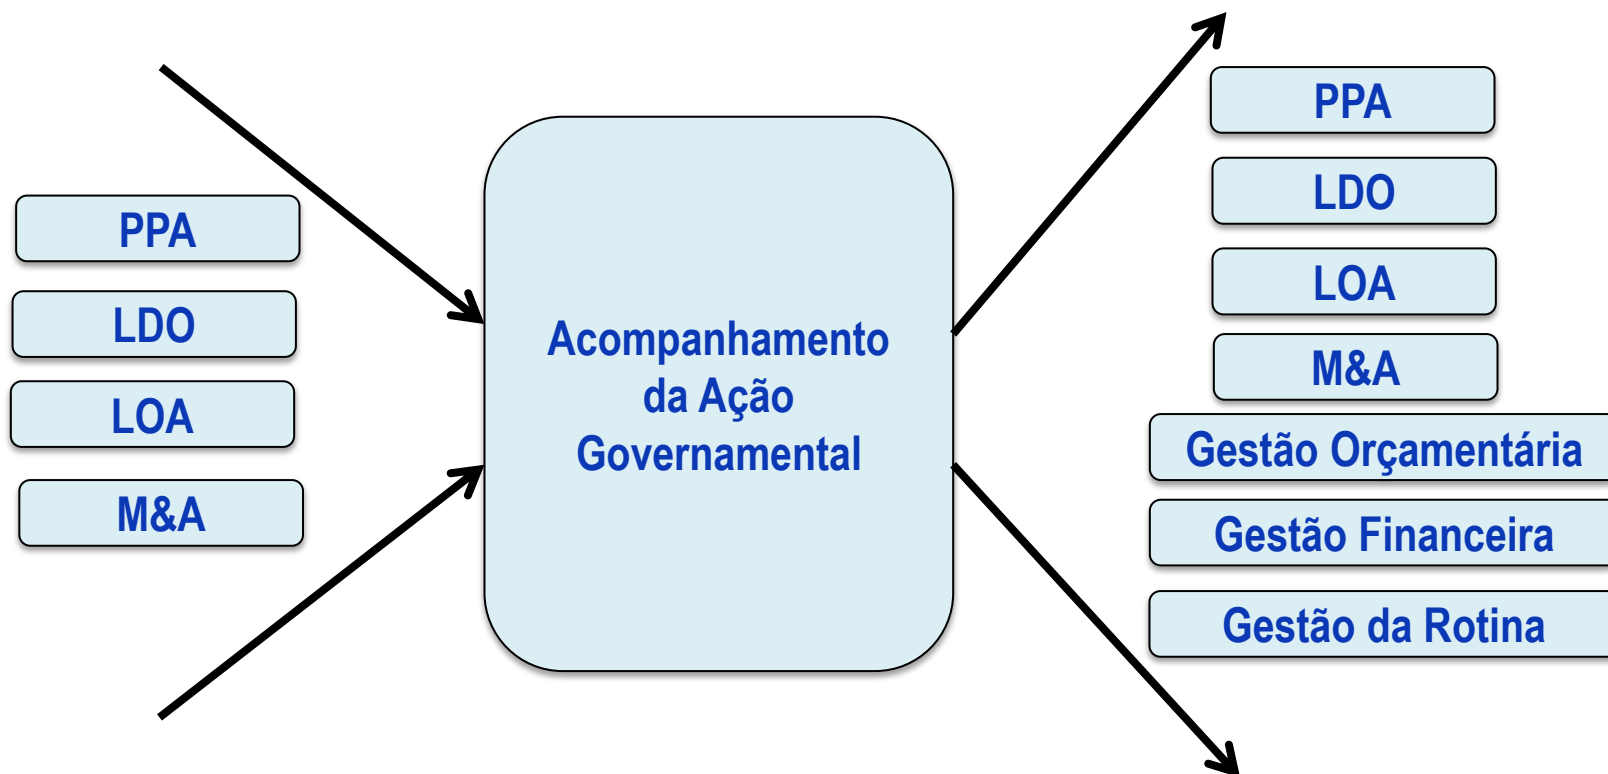 PPA
LDO
LOA
M&A
Acompanhamento
da Ação
Governamental
PPA
LDO
LOA
M&A
Gestão Orçamentária
Gestão Financeira
Gestão da Rotina